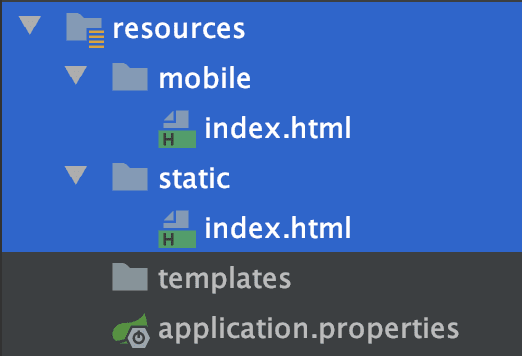 resources
mobile
H index.html
static
H index.html
templates
application.properties